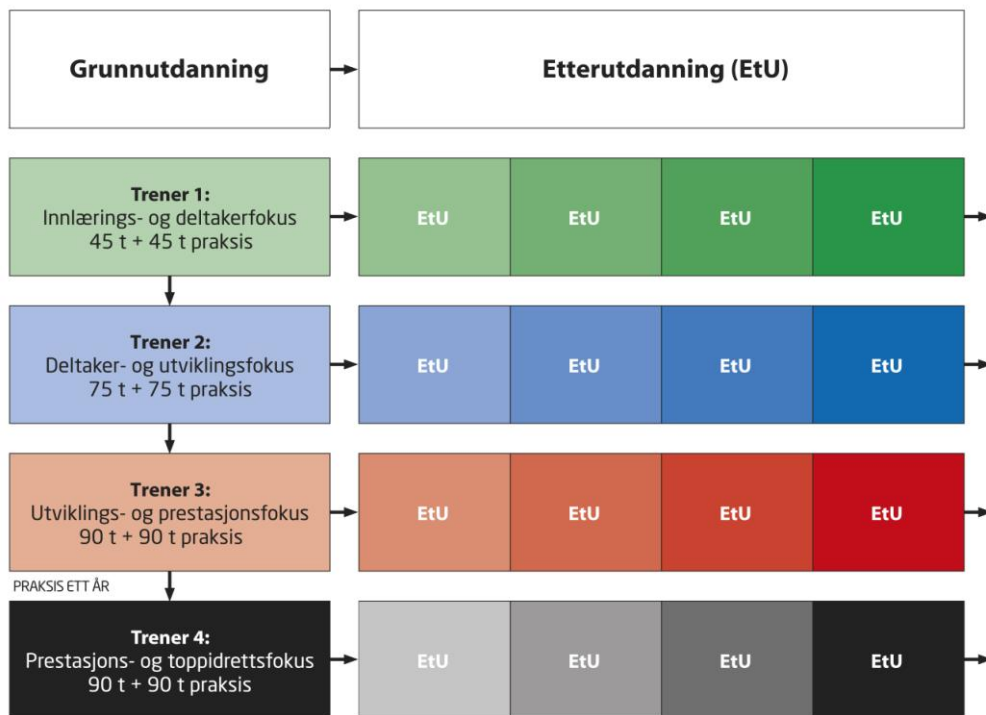 Grunnutdanning
Etterutdanning (EtU)
Trener 1:
Innlærings- og deltakerfokus
45 t + 45 t praksis
EtU
EtU
EtU
EtU
Trener 2:
Deltaker- og utviklingsfokus
75 t + 75 t praksis
EtU
EtU
EtU
EtU
Trener 3:
Utviklings- og prestasjonsfokus
90 t + 90 t praksis
EtU
EtU
EtU
EtU
PRAKSIS ETT ÅR
Trener 4:
Prestasjons- og toppidrettsfokus
90 t + 90 t praksis
EtU
EtU
EtU
EtU